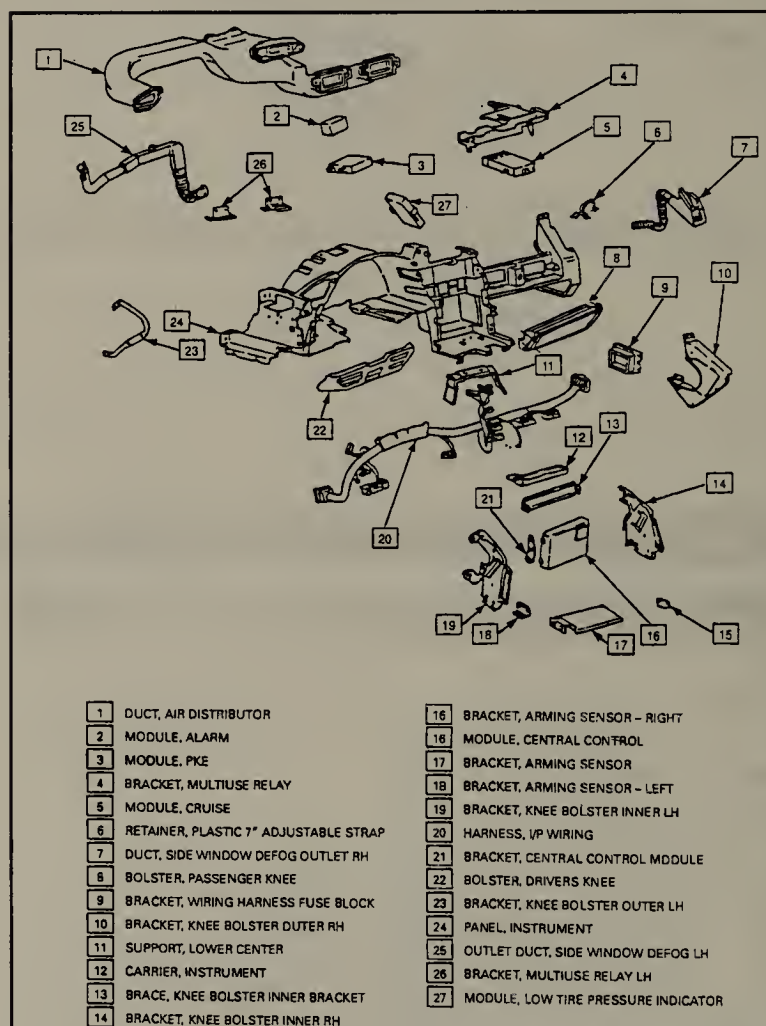 1
2
3
4
5
6
7
25
26
27
8
9
10
24
23
22
11
12
13
14
20
21
19
18
17
16
15
1 DUCT, AIR DISTRIBUTOR
2 MODULE, ALARM
3 MODULE, PKE
4 BRACKET, MULTIUSE RELAY
5 MODULE, CRUISE
6 RETAINER, PLASTIC 7" ADJUSTABLE STRAP
7 DUCT, SIDE WINDOW DEFOG OUTLET RH
8 BOLSTER, PASSENGER KNEE
9 BRACKET, WIRING HARNESS FUSE BLOCK
10 BRACKET, KNEE BOLSTER OUTER RH
11 SUPPORT, LOWER CENTER
12 CARRIER, INSTRUMENT
13 BRACE, KNEE BOLSTER INNER BRACKET
14 BRACKET, KNEE BOLSTER INNER RH
15 BRACKET, ARMING SENSOR – RIGHT
16 MODULE, CENTRAL CONTROL
17 BRACKET, ARMING SENSOR
18 BRACKET, ARMING SENSOR – LEFT
19 BRACKET, KNEE BOLSTER INNER LH
20 HARNESS, I/P WIRING
21 BRACKET, CENTRAL CONTROL MODULE
22 BOLSTER, DRIVERS KNEE
23 BRACKET, KNEE BOLSTER OUTER LH
24 PANEL, INSTRUMENT
25 OUTLET DUCT, SIDE WINDOW DEFOG LH
26 BRACKET, MULTIUSE RELAY LH
27 MODULE, LOW TIRE PRESSURE INDICATOR